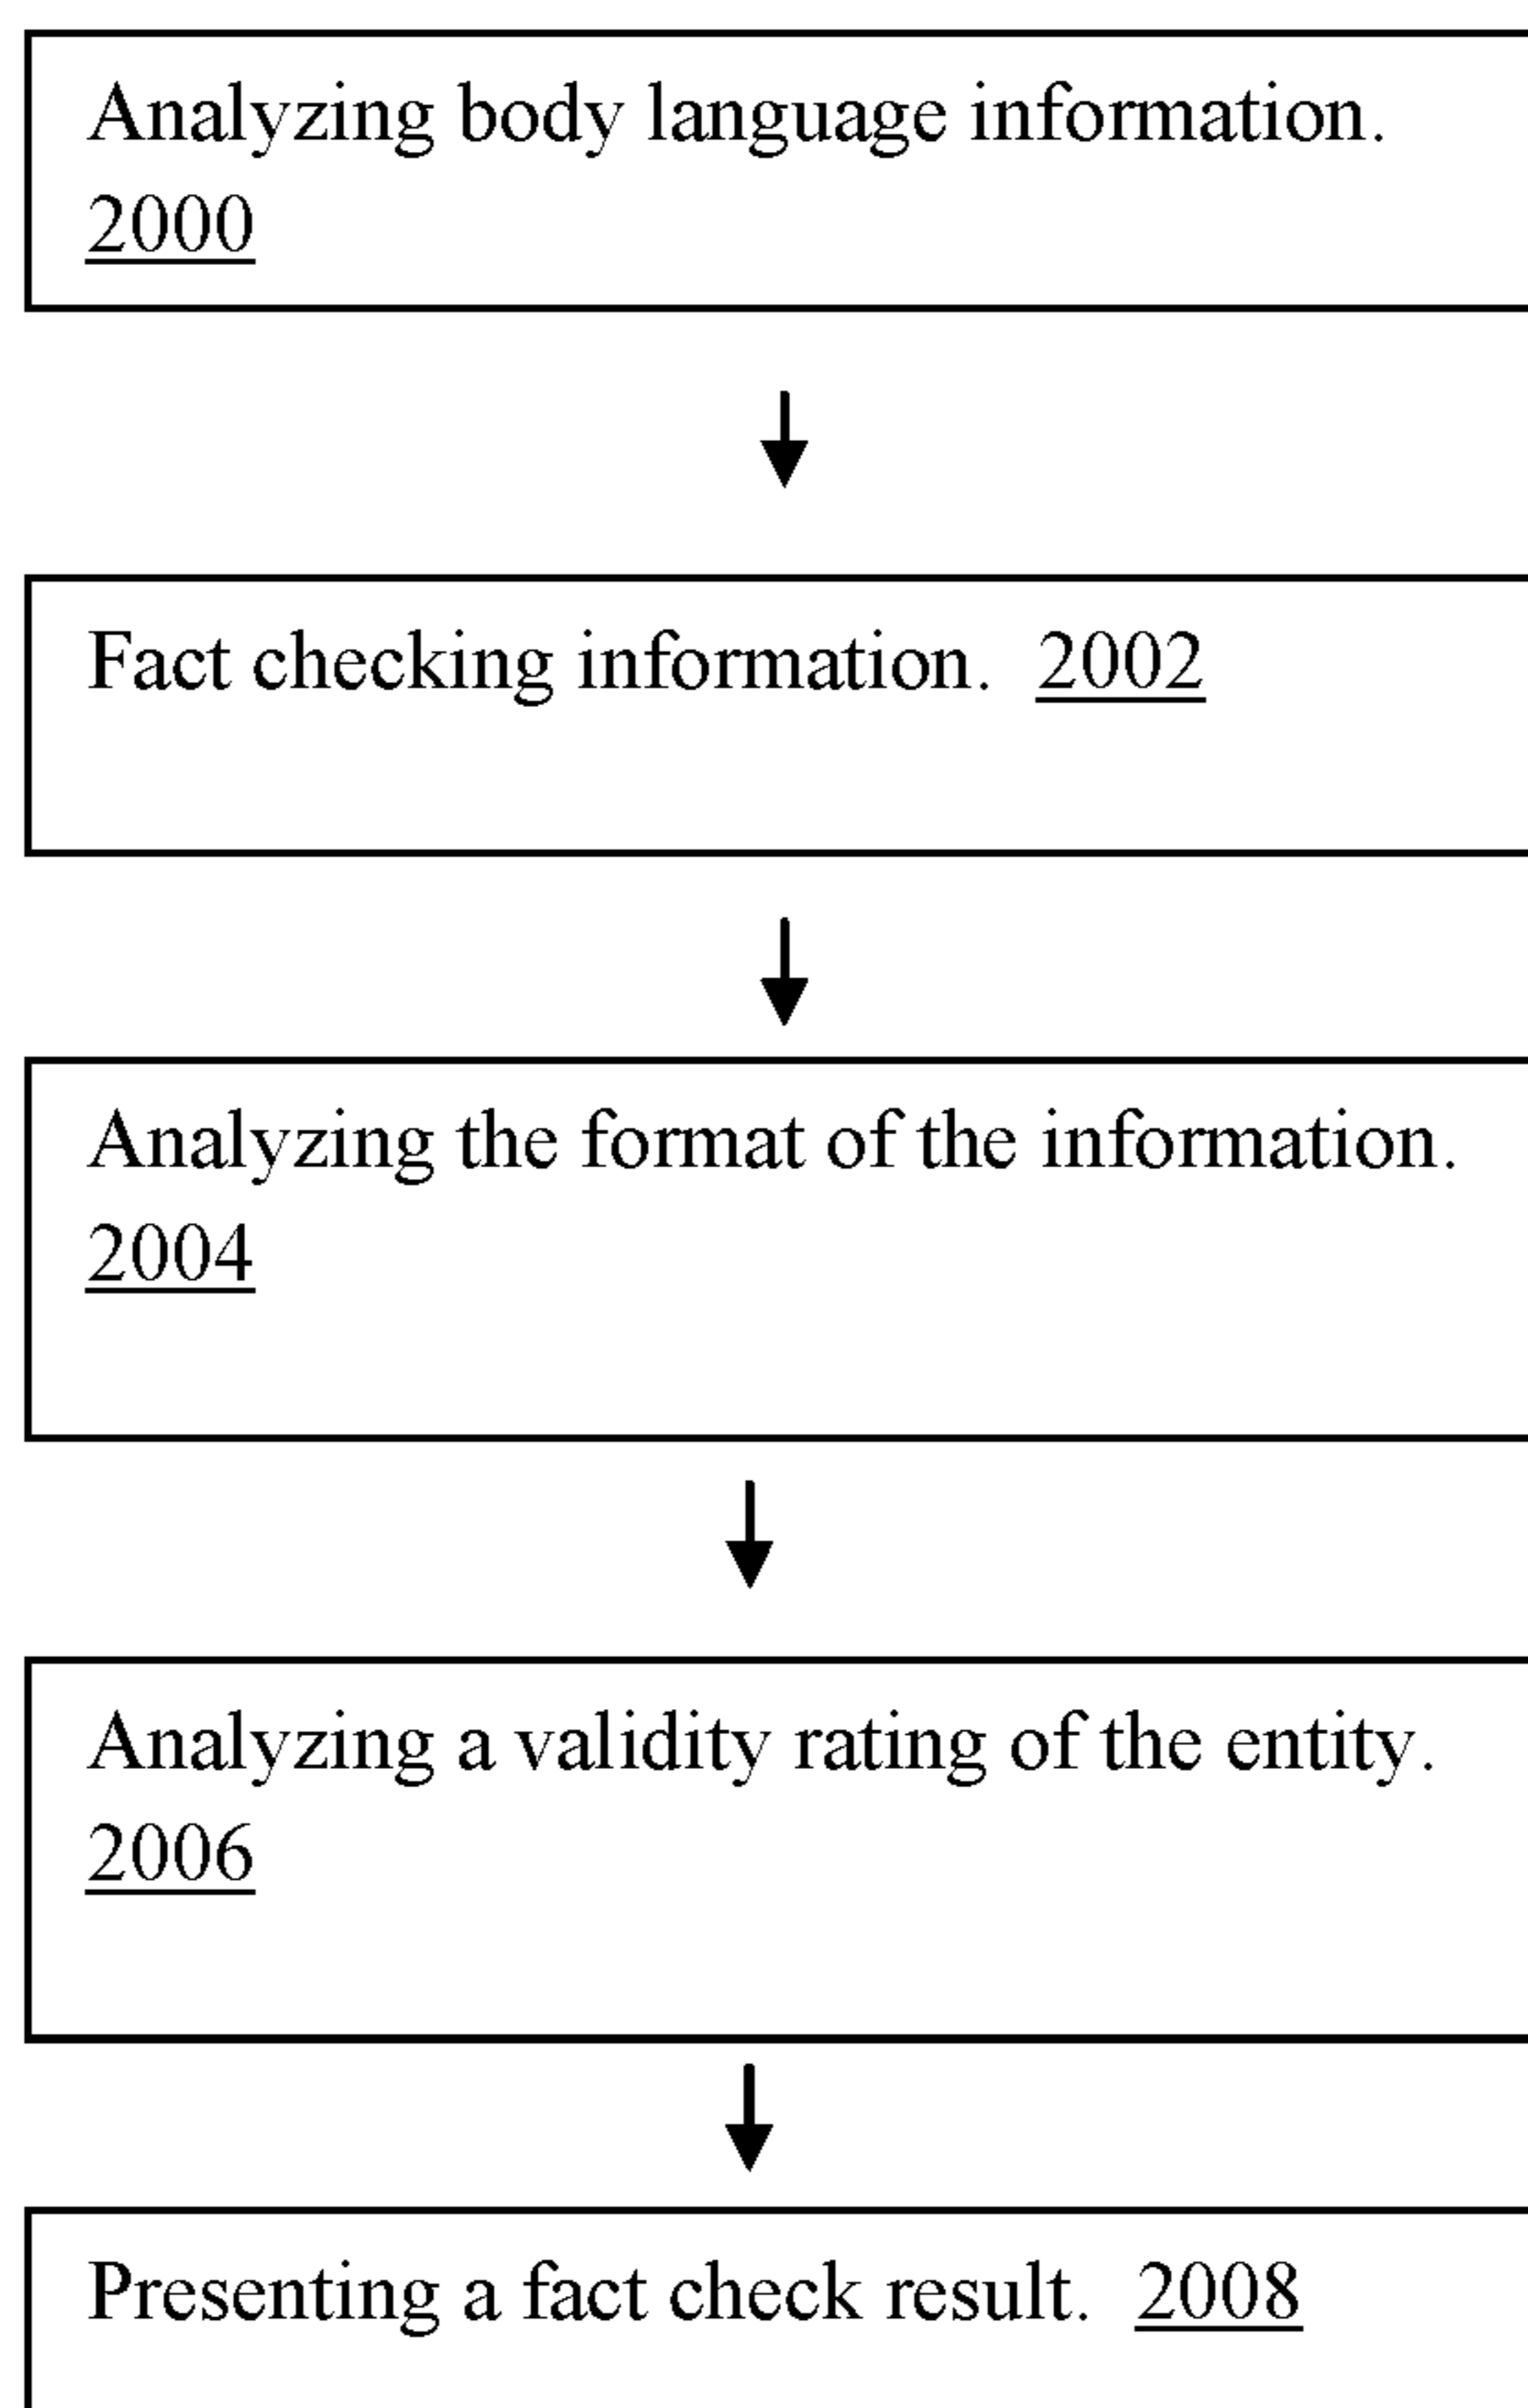 Analyzing body language information.
2000
Fact checking information. 2002
Analyzing the format of the information.
2004
Analyzing a validity rating of the entity.
2006
Presenting a fact check result. 2008